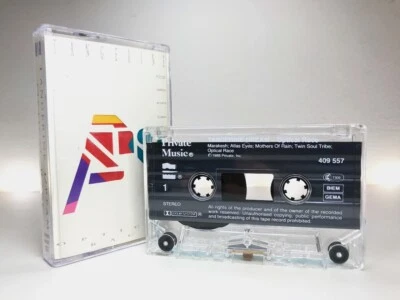 Private
Music®
Marakesh; Atlas Eyes; Mothers Of Rain, Twin Soul Tribe;
Optical Race
409 557
1
BIEM
GEMA
STEREO
All rights of the producer and of the owner of the recorded
work reserved. Unauthorised copying, public performance
and broadcasting of this tape record prohibited.